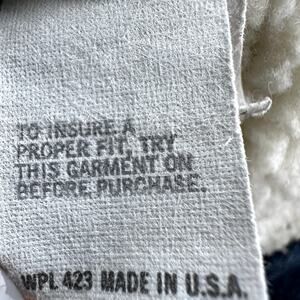 TO INSURE A
PROPER FIT, TRY
THIS GARMENT ON
BEFORE PURCHASE.
WPL 423 MADE IN U.S.A.